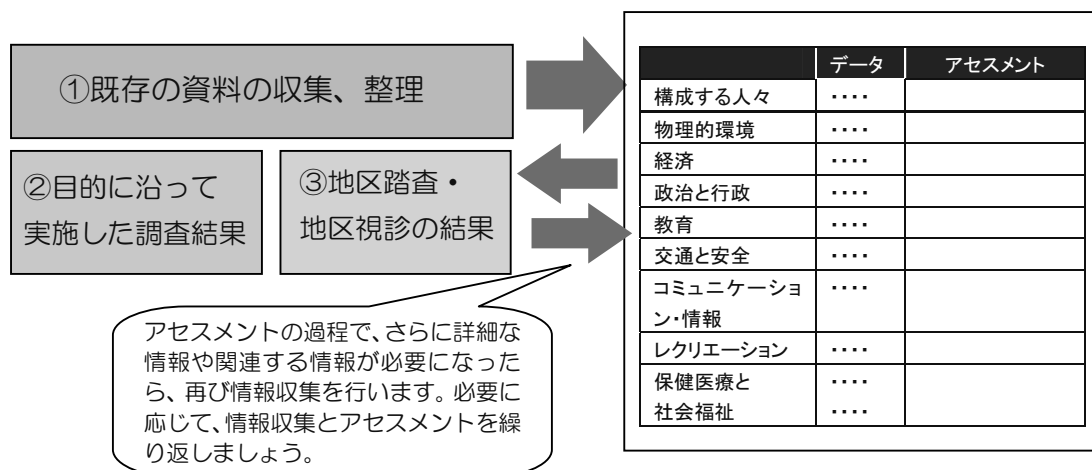 ①既存の資料の収集、整理
②目的に沿って
実施した調査結果
③地区踏査・
地区視診の結果
アセスメントの過程で、さらに詳細な
情報や関連する情報が必要になった
ら、再び情報収集を行います。必要に
応じて、情報収集とアセスメントを繰
り返しましょう。
データ アセスメント
構成する人々 ････
物理的環境 ････
経済 ････
政治と行政 ････
教育 ････
交通と安全 ････
コミュニケーショ ････
ン・情報
レクリエーション ････
保健医療と ････
社会福祉 ････